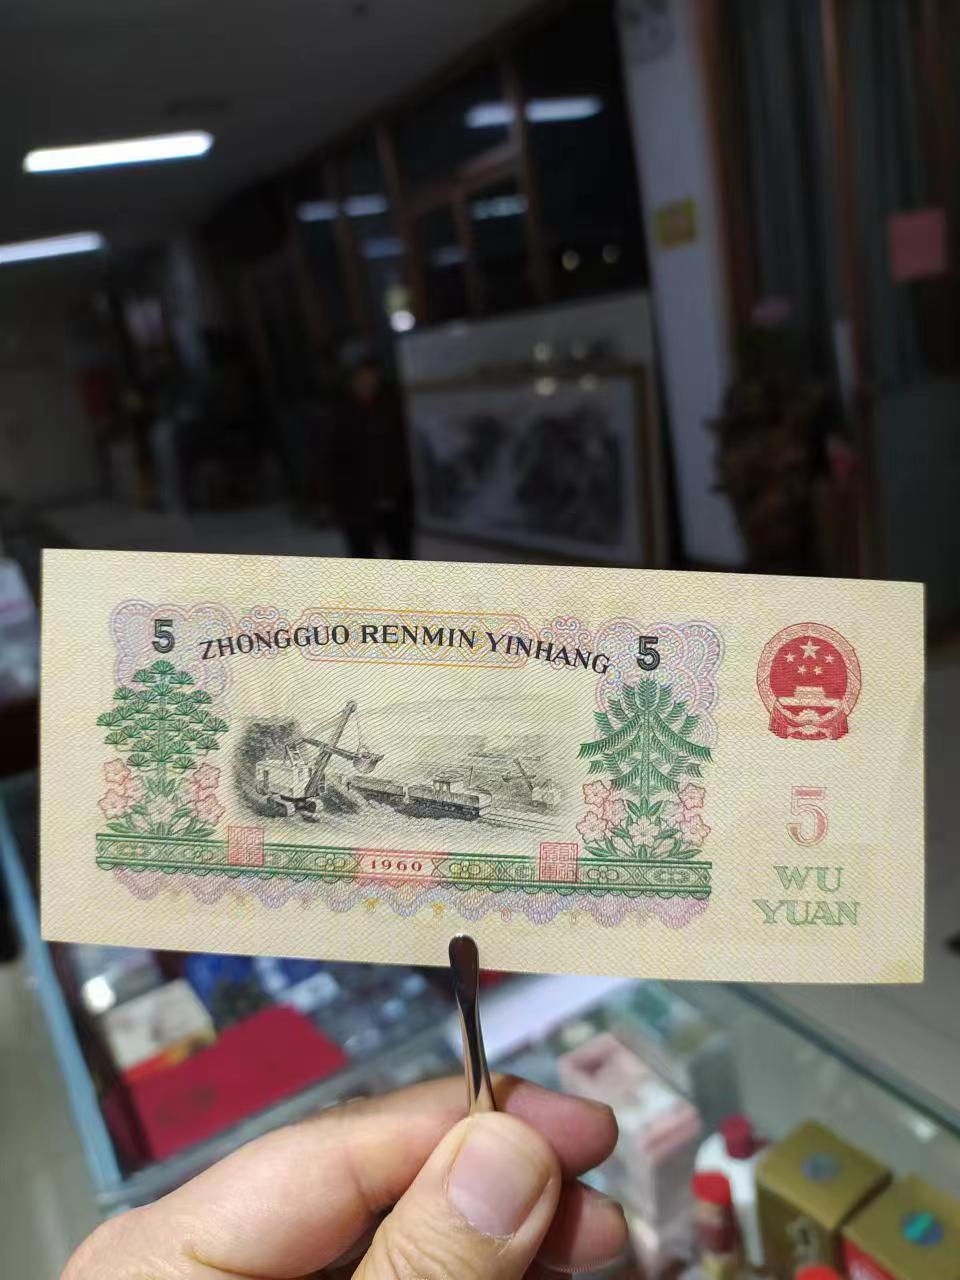 5 ZHONGGUO RENMIN YINHANG 5
5
1960
WU
YUAN